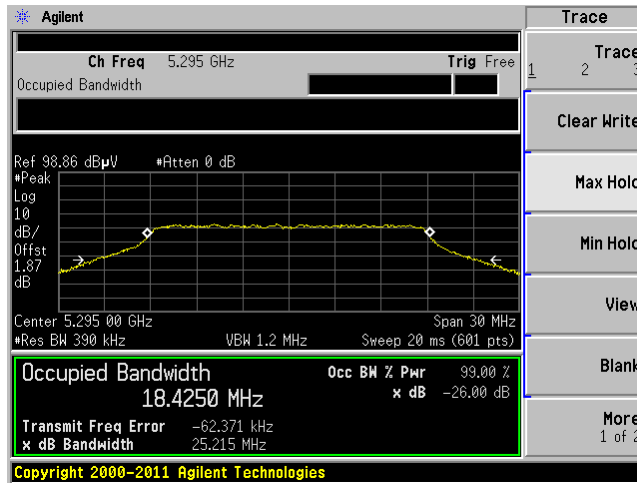 Agilent
Trace
Ch Freq 5.295 GHz Trig Free
Occupied Bandwidth
Trace
1 2 3
Clear Write
Max Hold
Min Hold
View
Blank
More
1 of 2
Ref 98.86 dBµV #Atten 0 dB
#Peak
Log
10
dB/
Offst
1.87
dB
Center 5.295 00 GHz Span 30 MHz
#Res BW 390 kHz VBW 1.2 MHz Sweep 20 ms (601 pts)
Occupied Bandwidth Occ BW % Pwr 99.00 %
18.4250 MHz x dB -26.00 dB
Transmit Freq Error -62.371 kHz
x dB Bandwidth 25.215 MHz
Copyright 2000-2011 Agilent Technologies